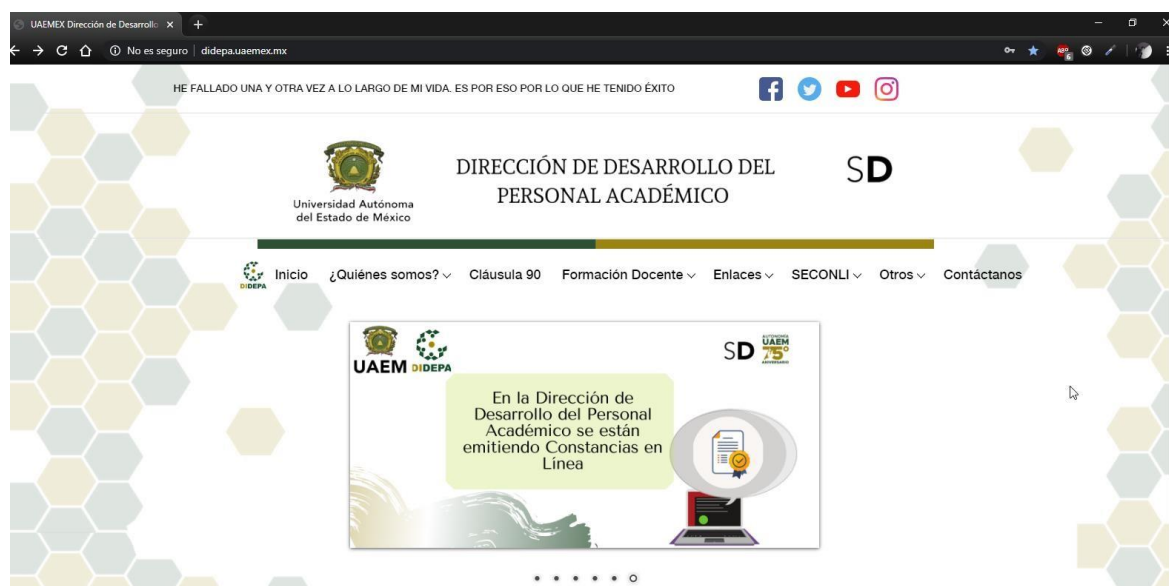 UAEMEX Dirección de Desarrollo
No es seguro | didepa.uaemex.mx
HE FALLADO UNA Y OTRA VEZ A LO LARGO DE MI VIDA. ES POR ESO POR LO QUE HE TENIDO ÉXITO
Universidad Autónoma
del Estado de México
DIRECCIÓN DE DESARROLLO DEL
PERSONAL ACADÉMICO
SD
DIDEPA
Inicio ¿Quiénes somos? Cláusula 90 Formación Docente Enlaces SECONLI Otros Contáctanos
UAEM DIDEPA
SD
AUTONOMÍA
UAEM
75°
ANIVERSARIO
En la Dirección de
Desarrollo del Personal
Académico se están
emitiendo Constancias en
Línea